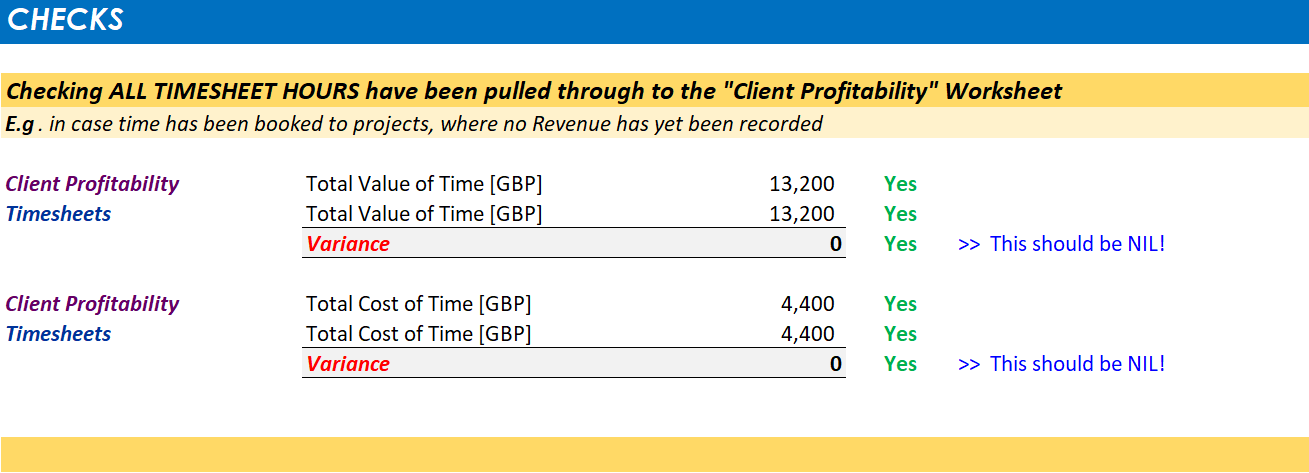 CHECKS
Checking ALL TIMESHEET HOURS have been pulled through to the "Client Profitability" Worksheet
E.g . in case time has been booked to projects, where no Revenue has yet been recorded
Client Profitability Total Value of Time [GBP] 13,200 Yes
Timesheets Total Value of Time [GBP] 13,200 Yes
Variance 0 Yes >> This should be NIL!
Client Profitability Total Cost of Time [GBP] 4,400 Yes
Timesheets Total Cost of Time [GBP] 4,400 Yes
Variance 0 Yes >> This should be NIL!